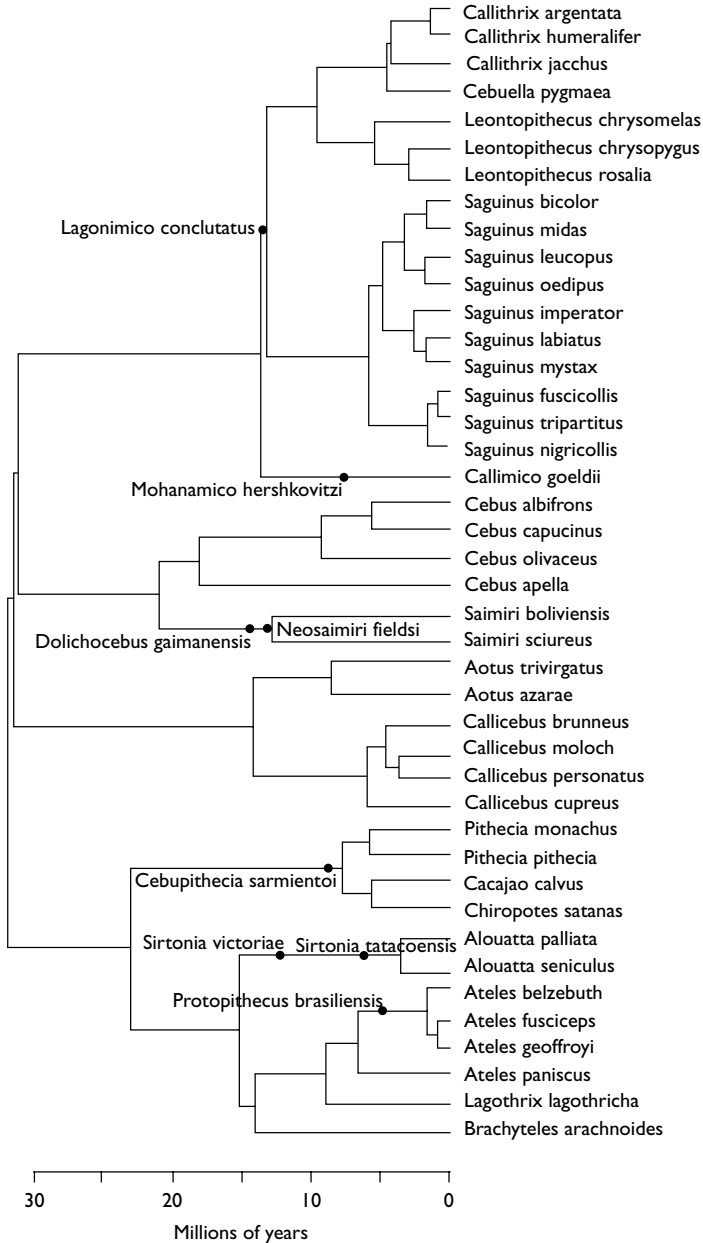 Callithrix argentata
Callithrix humeralifer
Callithrix jacchus
Cebuella pygmaea
Leontopithecus chrysomelas
Leontopithecus chrysopygus
Leontopithecus rosalia
Saguinus bicolor
Lagonimico conclutatus
Saguinus midas
Saguinus leucopus
Saguinus oedipus
Saguinus imperator
Saguinus labiatus
Saguinus mystax
Saguinus fuscicollis
Saguinus tripartitus
Saguinus nigricollis
Callimico goeldii
Mohanamico hershkovitzi
Cebus albifrons
Cebus capucinus
Cebus olivaceus
Cebus apella
Saimiri boliviensis
Neosaimiri fieldsi
Dolichocebus gaimanensis
Saimiri sciureus
Aotus trivirgatus
Aotus azarae
Callicebus brunneus
Callicebus moloch
Callicebus personatus
Callicebus cupreus
Pithecia monachus
Pithecia pithecia
Cebupithecia sarmientoi
Cacajao calvus
Chiropotes satanas
Sirtonia victoriae
Sirtonia tatacoensis
Alouatta palliata
Alouatta seniculus
Ateles belzebuth
Protopithecus brasiliensis
Ateles fusciceps
Ateles geoffroyi
Ateles paniscus
Lagothrix lagothricha
Brachyteles arachnoides
30 20 10 0
Millions of years